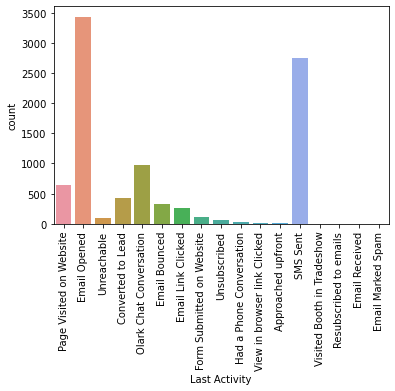 3500
3000
2500
2000
1500
1000
500
0
count
Page Visited on Website
Email Opened
Unreachable
Converted to Lead
Olark Chat Conversation
Email Bounced
Email Link Clicked
Form Submitted on Website
Unsubscribed
Had a Phone Conversation
View in browser link Clicked
Approached upfront
SMS Sent
Visited Booth in Tradeshow
Resubscribed to emails
Email Received
Email Marked Spam
Last Activity